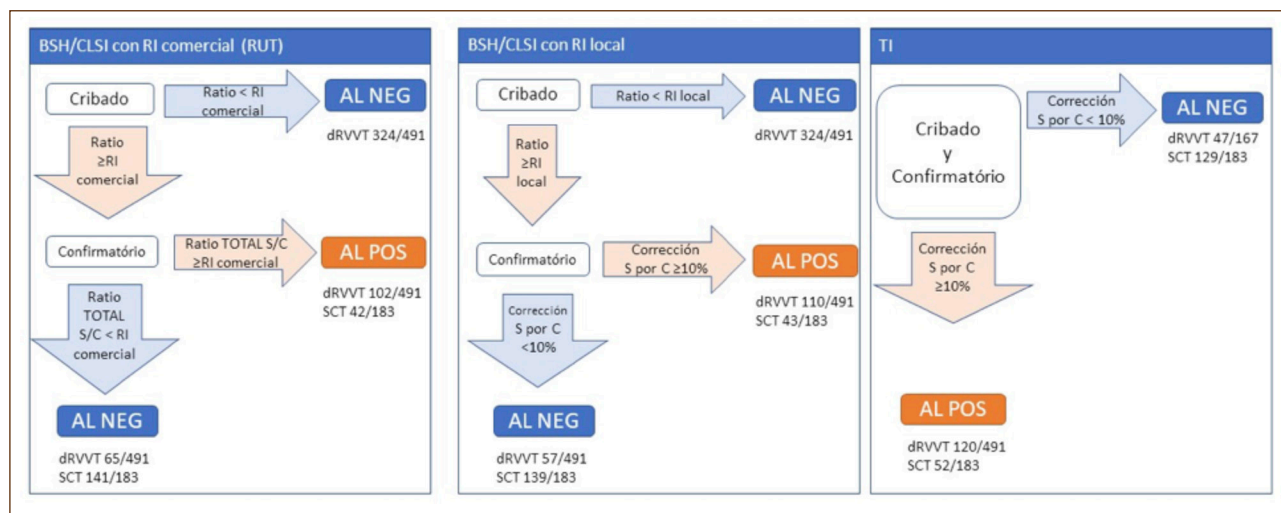 BSH/CLSI con RI comercial (RUT)
Cribado
Ratio < RI
comercial
AL NEG
dRVVT 324/491
Ratio
≥RI
comercial
Confirmatório
Ratio TOTAL S/C
≥RI comercial
AL POS
dRVVT 102/491
SCT 42/183
Ratio
TOTAL
S/C < RI
comercial
AL NEG
dRVVT 65/491
SCT 141/183
BSH/CLSI con RI local
Cribado
Ratio < RI local
AL NEG
dRVVT 324/491
Ratio
≥RI
local
Confirmatório
Corrección
S por C ≥10%
AL POS
dRVVT 110/491
SCT 43/183
Corrección
S por C
<10%
AL NEG
dRVVT 57/491
SCT 139/183
TI
Cribado
y
Confirmatório
Corrección
S por C < 10%
AL NEG
dRVVT 47/167
SCT 129/183
Corrección
S por C
≥10%
AL POS
dRVVT 120/491
SCT 52/183